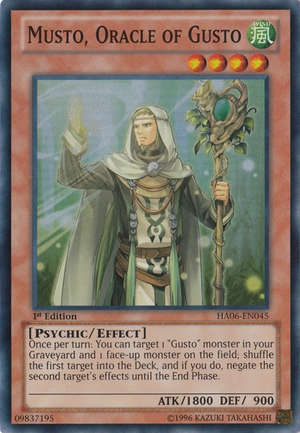 Musto, Oracle of Gusto
WIND
風
1st Edition
HA06-EN045
[Psychic/Effect]
Once per turn: You can target 1 "Gusto" monster in
your Graveyard and 1 face-up monster on the field; shuffle
the first target into the Deck, and if you do, negate
the second target's effects until the End Phase.
ATK/1800 DEF/ 900
09837195
©1996 KAZUKI TAKAHASHI